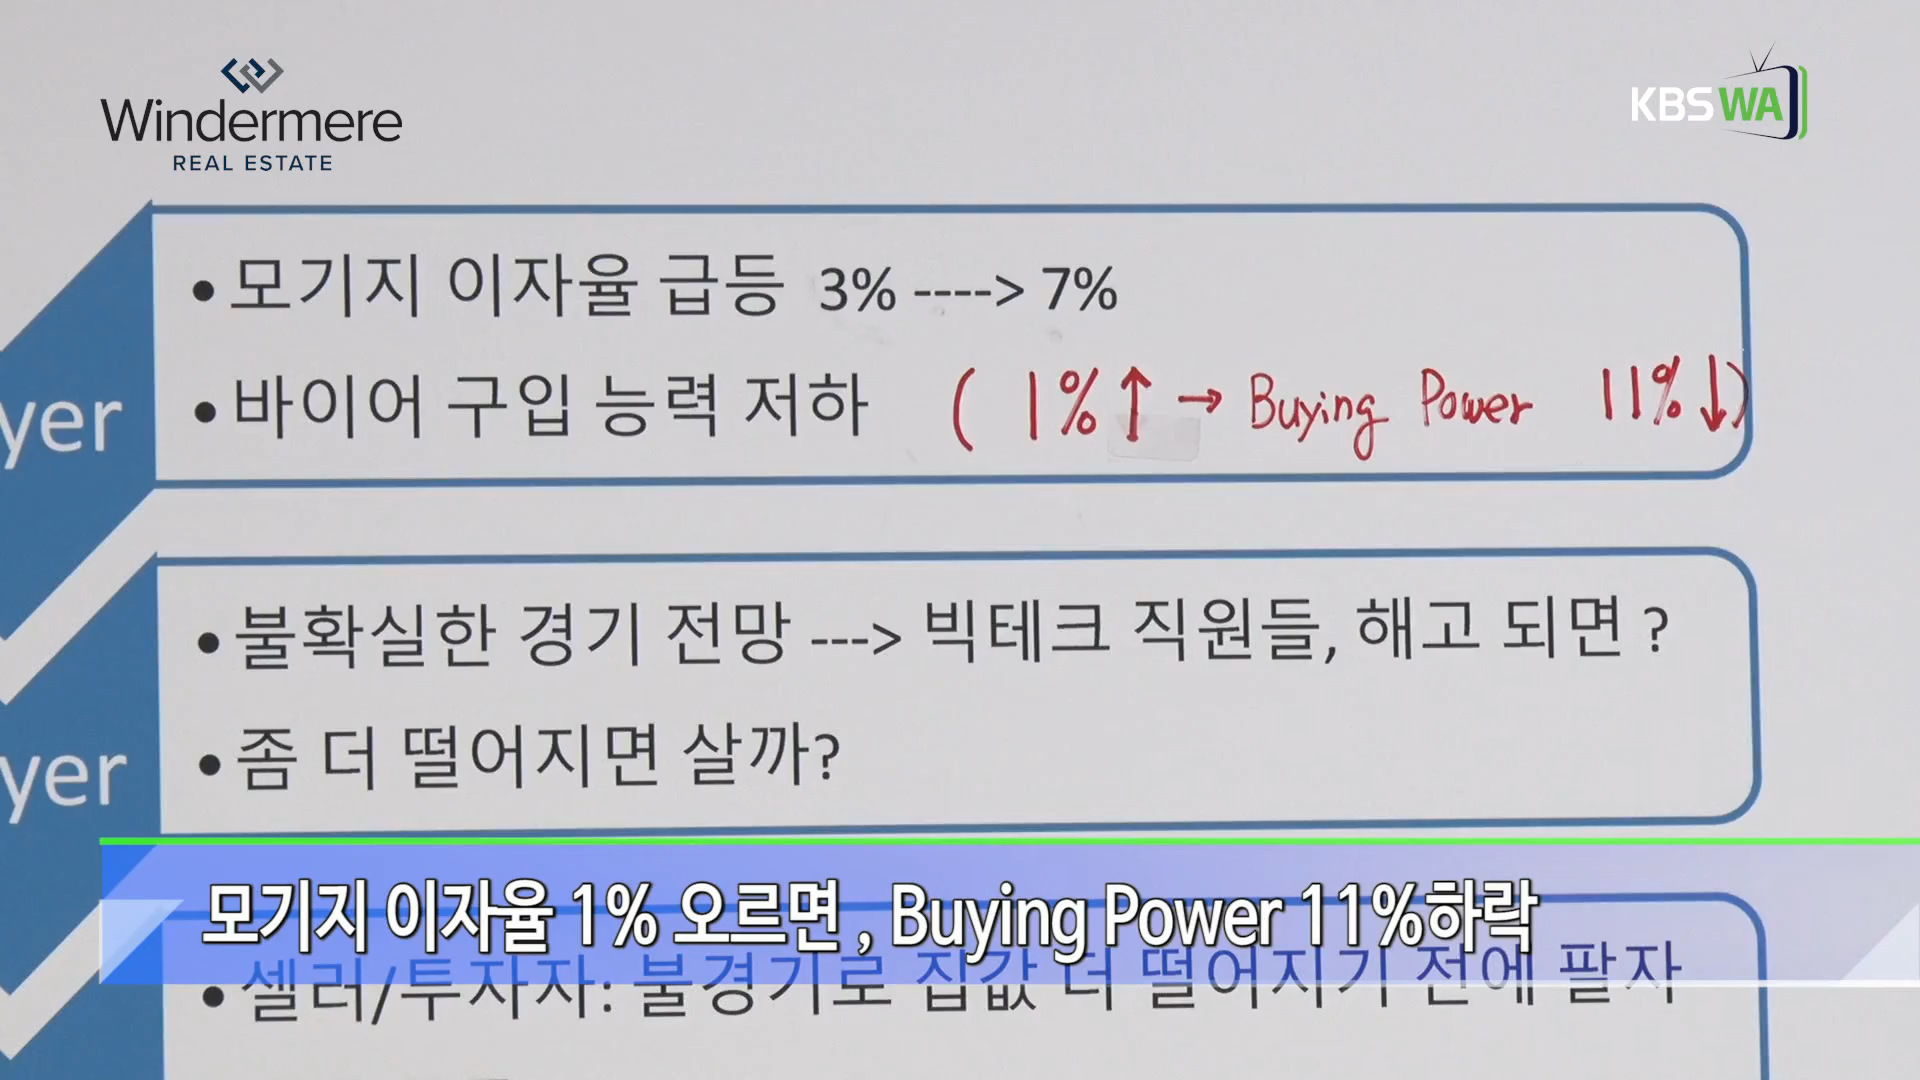 Windermere
REAL ESTATE
KBS WA
• 모기지 이자율 급등 3% ----> 7%
yer
• 바이어 구입 능력 저하 ( 1% ↑ → Buying Power 11% ↓)
• 불확실한 경기 전망 ---> 빅테크 직원들, 해고 되면 ?
yer
• 좀 더 떨어지면 살까?
모기지 이자율 1% 오르면, Buying Power 11%하락
• 셀러/투자자: 불경기로 집값 더 떨어지기 전에 팔자